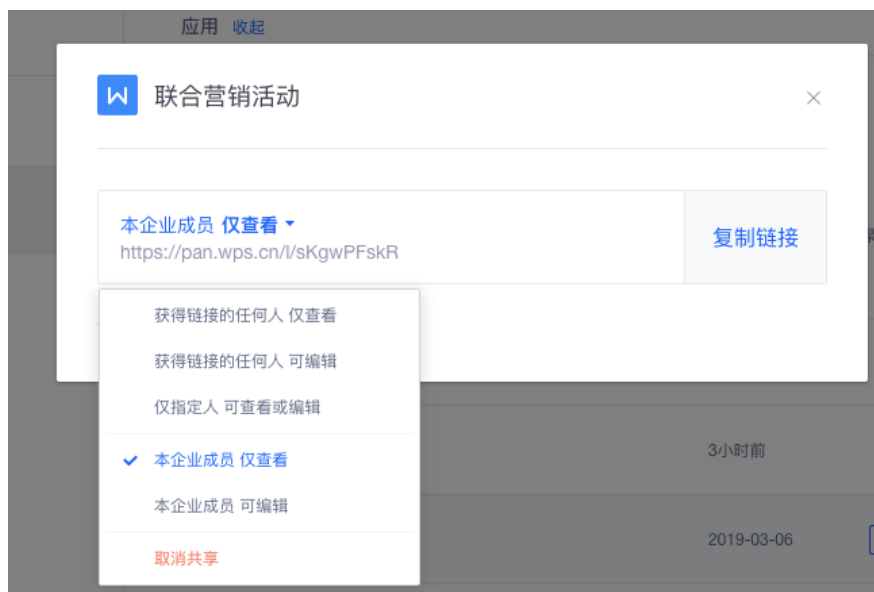 应用 收起
联合营销活动
本企业成员 仅查看
https://pan.wps.cn/l/sKgwPFskR
复制链接
获得链接的任何人 仅查看
获得链接的任何人 可编辑
仅指定人 可查看或编辑
本企业成员 仅查看
3小时前
本企业成员 可编辑
2019-03-06
取消共享